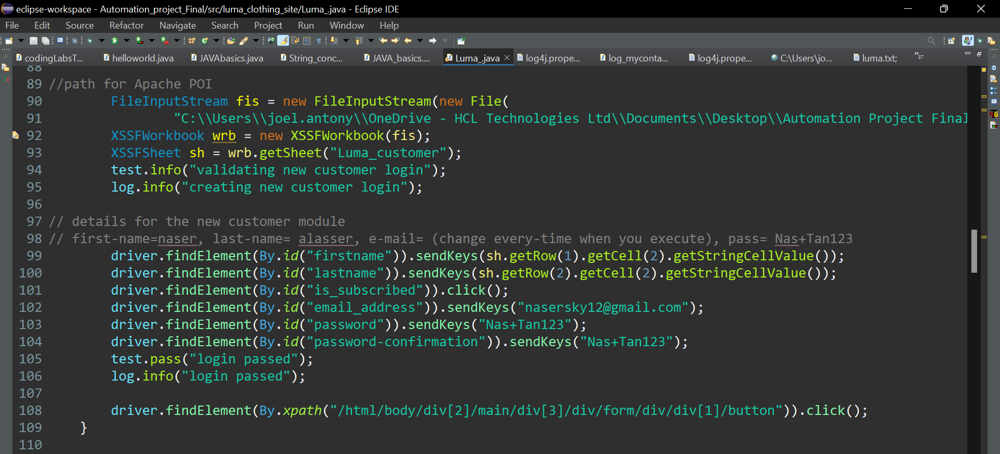 eclipse-workspace - Automation_project_Final/src/luma_clothing_site/Luma_.java - Eclipse IDE
File Edit Source Refactor Navigate Search Project Run Window Help
codingLabsT... helloworld.java JAVAbasics.java String_conc... JAVA_basics.... Luma_.java log4j.prope... log_myconta... log4j.prope... C:\Users\jo... luma.txt; »87
88
89 //path for Apache POI
90 FileInputStream fis = new FileInputStream(new File(
91 "C:\\Users\\joel.antony\\OneDrive - HCL Technologies Ltd\\Documents\\Desktop\\Automation Project Final
92 XSSFWorkbook wrb = new XSSFWorkbook(fis);
93 XSSFSheet sh = wrb.getSheet("Luma_customer");
94 test.info("validating new customer login");
95 log.info("creating new customer login");
96
97 // details for the new customer module
98 // first-name=naser, last-name= alasser, e-mail= (change every-time when you execute), pass= Nas+Tan123
99 driver.findElement(By.id("firstname")).sendKeys(sh.getRow(1).getCell(2).getStringCellValue());
100 driver.findElement(By.id("lastname")).sendKeys(sh.getRow(2).getCell(2).getStringCellValue());
101 driver.findElement(By.id("is_subscribed")).click();
102 driver.findElement(By.id("email_address")).sendKeys("nasersky12@gmail.com");
103 driver.findElement(By.id("password")).sendKeys("Nas+Tan123");
104 driver.findElement(By.id("password-confirmation")).sendKeys("Nas+Tan123");
105 test.pass("login passed");
106 log.info("login passed");
107
108 driver.findElement(By.xpath("/html/body/div[2]/main/div[3]/div/form/div/div[1]/button")).click();
109 }
110